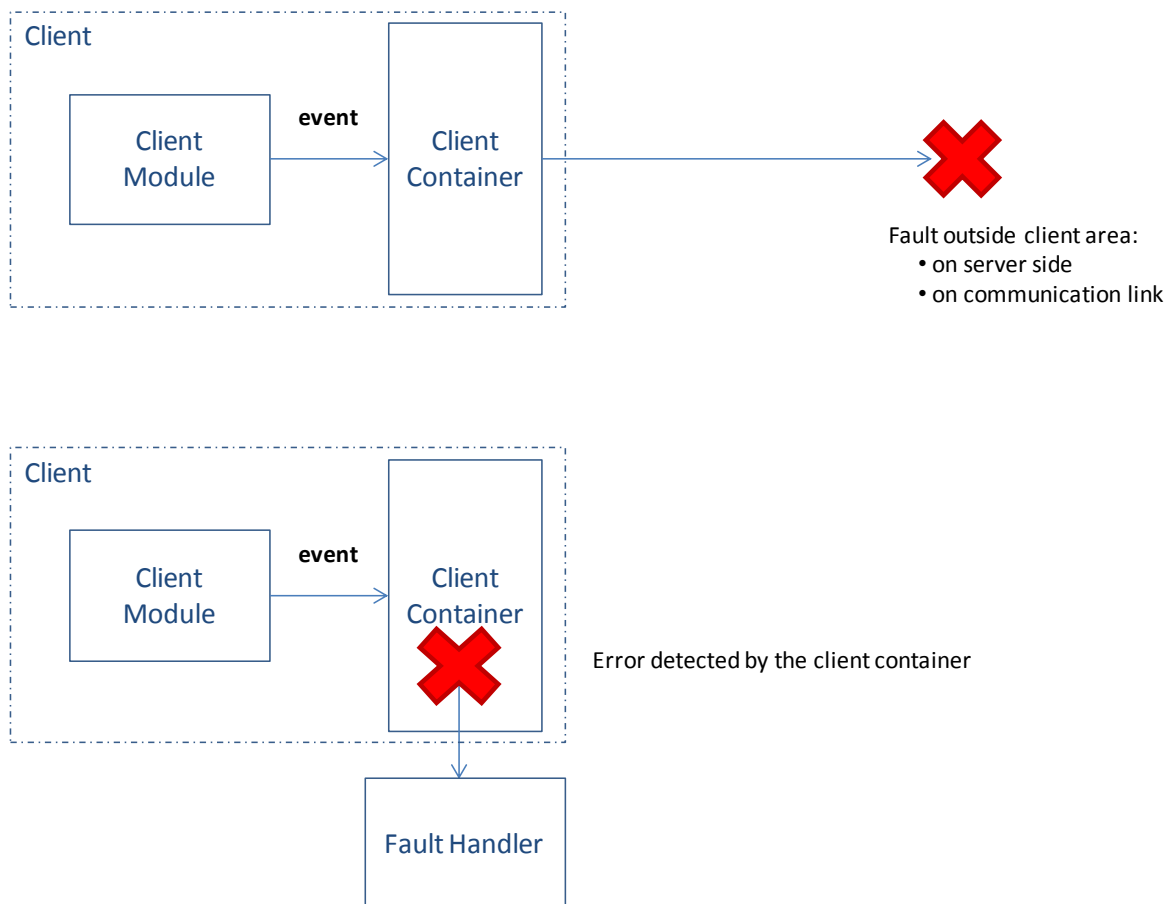 Client
event
Client
Module
Client
Container
Fault outside client area:
• on server side
• on communication link
Client
event
Client
Module
Client
Container
Error detected by the client container
Fault Handler